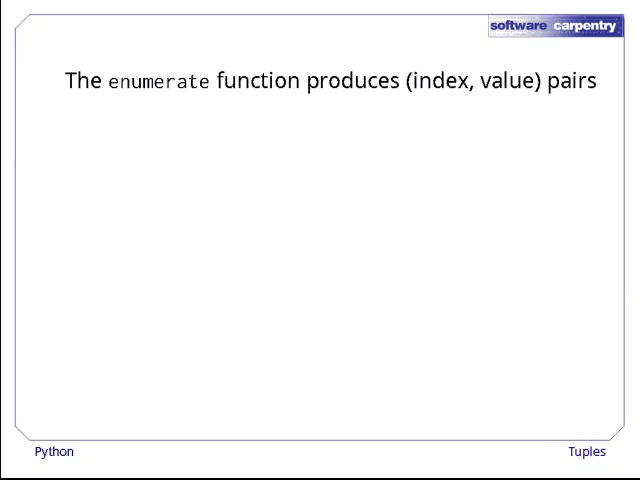 software carpentry
The enumerate function produces (index, value) pairs
Python
Tuples